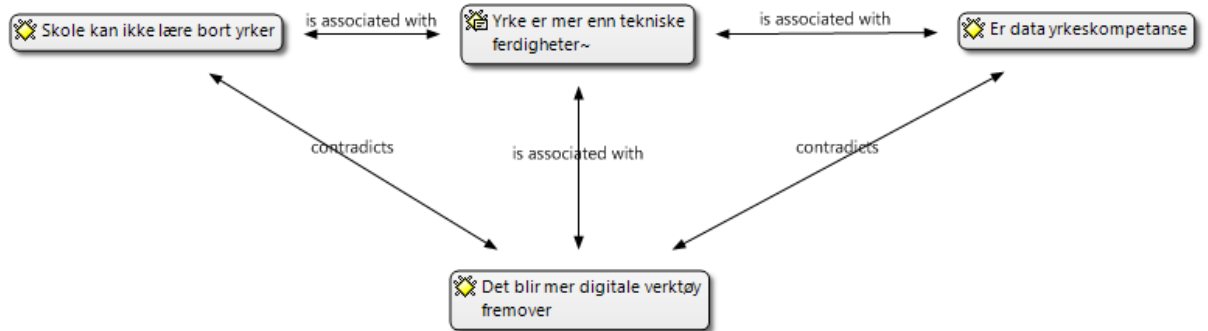 is associated with
is associated with
Skole kan ikke lære bort yrker
Yrke er mer enn tekniske
ferdigheter~
Er data yrkeskompetanse
contradicts
is associated with
contradicts
Det blir mer digitale verktøy
fremover